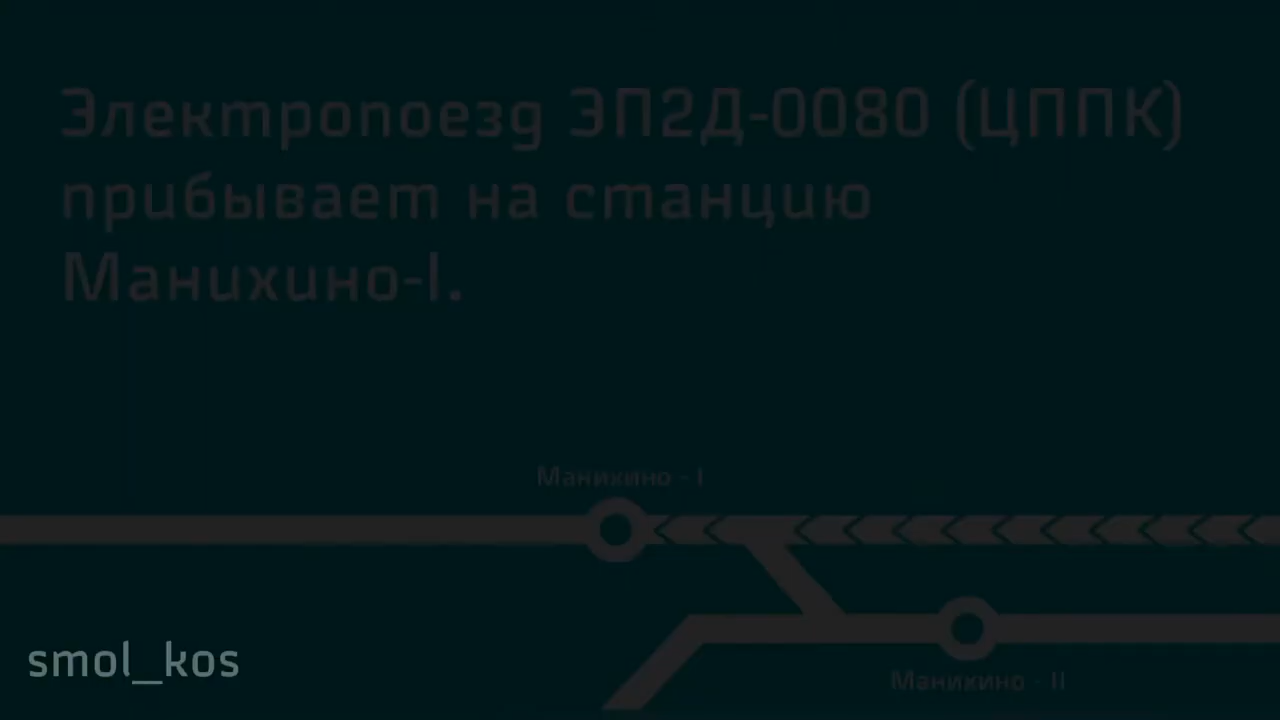 Электропоезд ЭП2Д-0080 (ЦППК)
прибывает на станцию
Манихино-I.
Манихино - I
smol_kos
Манихино - II